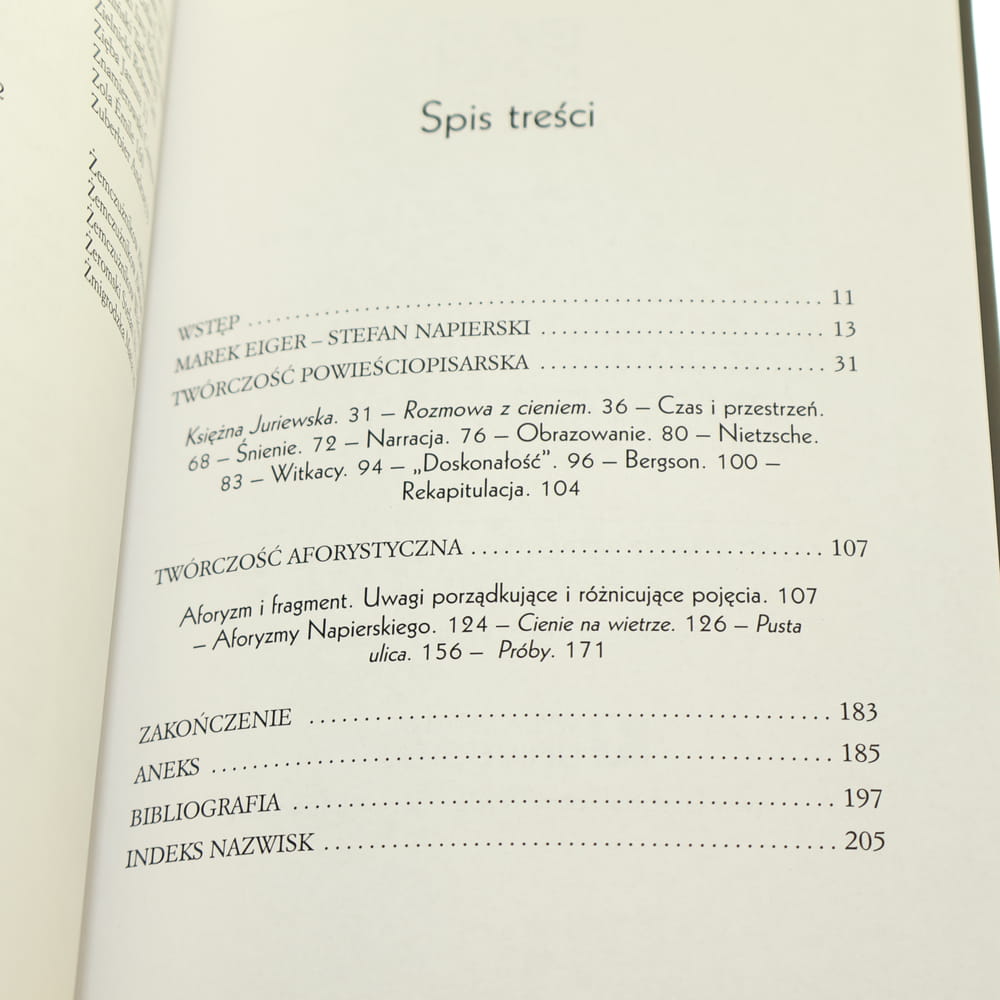 Zola Émile 161
Spis treści
WSTĘP .......... 11
MAREK EIGER – STEFAN NAPIERSKI .......... 13
TWÓRCZOŚĆ POWIEŚCIOPISARSKA .......... 31
Księżna Juriewska. 31 – Rozmowa z cieniem. 36 – Czas i przestrzeń.
68 – Śnienie. 72 – Narracja. 76 – Obrazowanie. 80 – Nietzsche.
83 – Witkacy. 94 – „Doskonałość”. 96 – Bergson. 100 –
Rekapitulacja. 104
TWÓRCZOŚĆ AFORYSTYCZNA .......... 107
Aforyzm i fragment. Uwagi porządkujące i różnicujące pojęcia. 107
– Aforyzmy Napierskiego. 124 – Cienie na wietrze. 126 – Pusta
ulica. 156 – Próby. 171
ZAKOŃCZENIE .......... 183
ANEKS .......... 185
BIBLIOGRAFIA .......... 197
INDEKS NAZWISK .......... 205